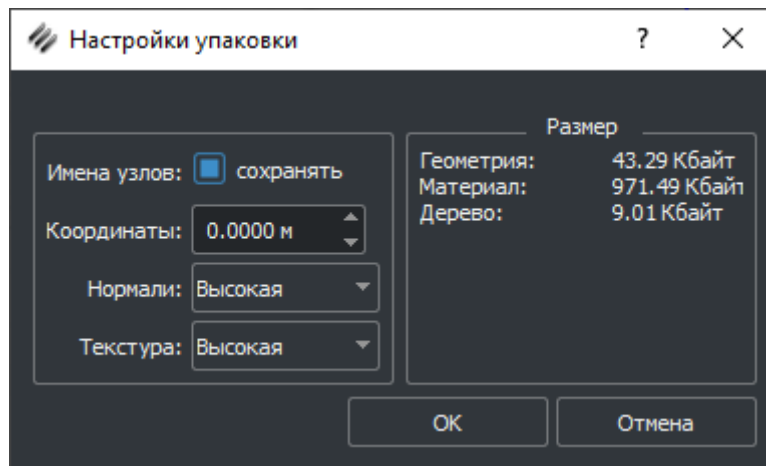 Настройки упаковки ? X
Размер
Имена узлов: сохранять
Координаты: 0.0000 м
Нормали: Высокая
Текстура: Высокая
Геометрия: 43.29 Кбайт
Материал: 971.49 Кбайт
Дерево: 9.01 Кбайт
OK Отмена